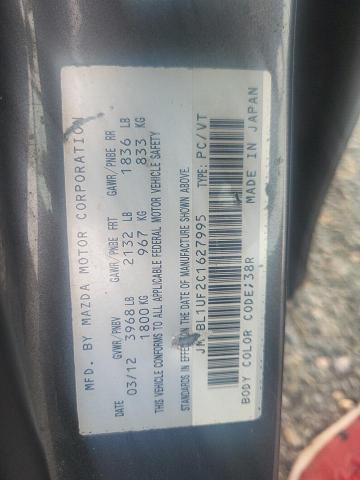 MFD. BY MAZDA MOTOR CORPORATION
DATE GVWR/PNBV GAWR/PNBE FRT GAWR/PNBE RR
03/12 3968 LB 2132 LB 1836 LB
1800 KG 967 KG 833 KG
THIS VEHICLE CONFORMS TO ALL APPLICABLE FEDERAL MOTOR VEHICLE SAFETY
STANDARDS IN EFFECT ON THE DATE OF MANUFACTURE SHOWN ABOVE.
BL1UF2C1627995 TYPE: PC/VT
BODY COLOR CODE;38R MADE IN JAPAN